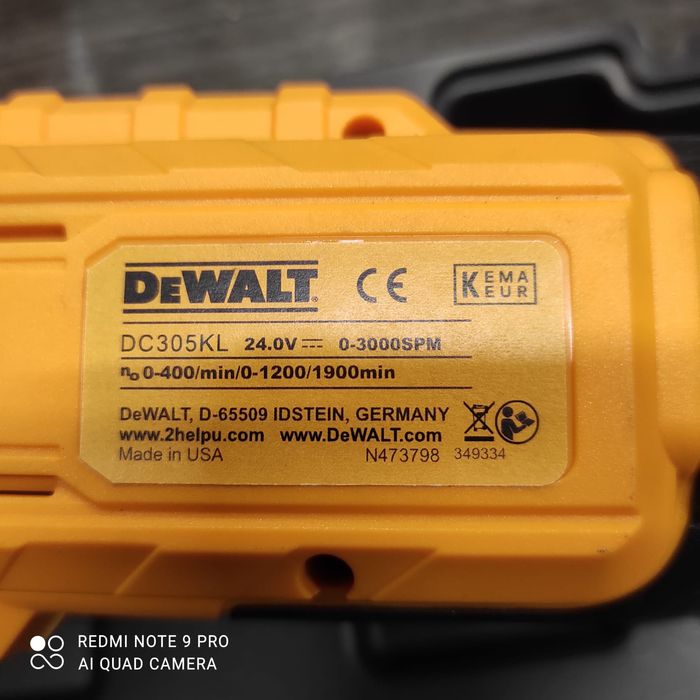 DEWALT
CE
KEMA
KEUR
DC305KL 24.0V 0-3000SPM
no 0-400/min/0-1200/1900min
DeWALT, D-65509 IDSTEIN, GERMANY
www.2helpu.com www.DeWALT.com
Made in USA N473798 349334
REDMI NOTE 9 PRO
AI QUAD CAMERA